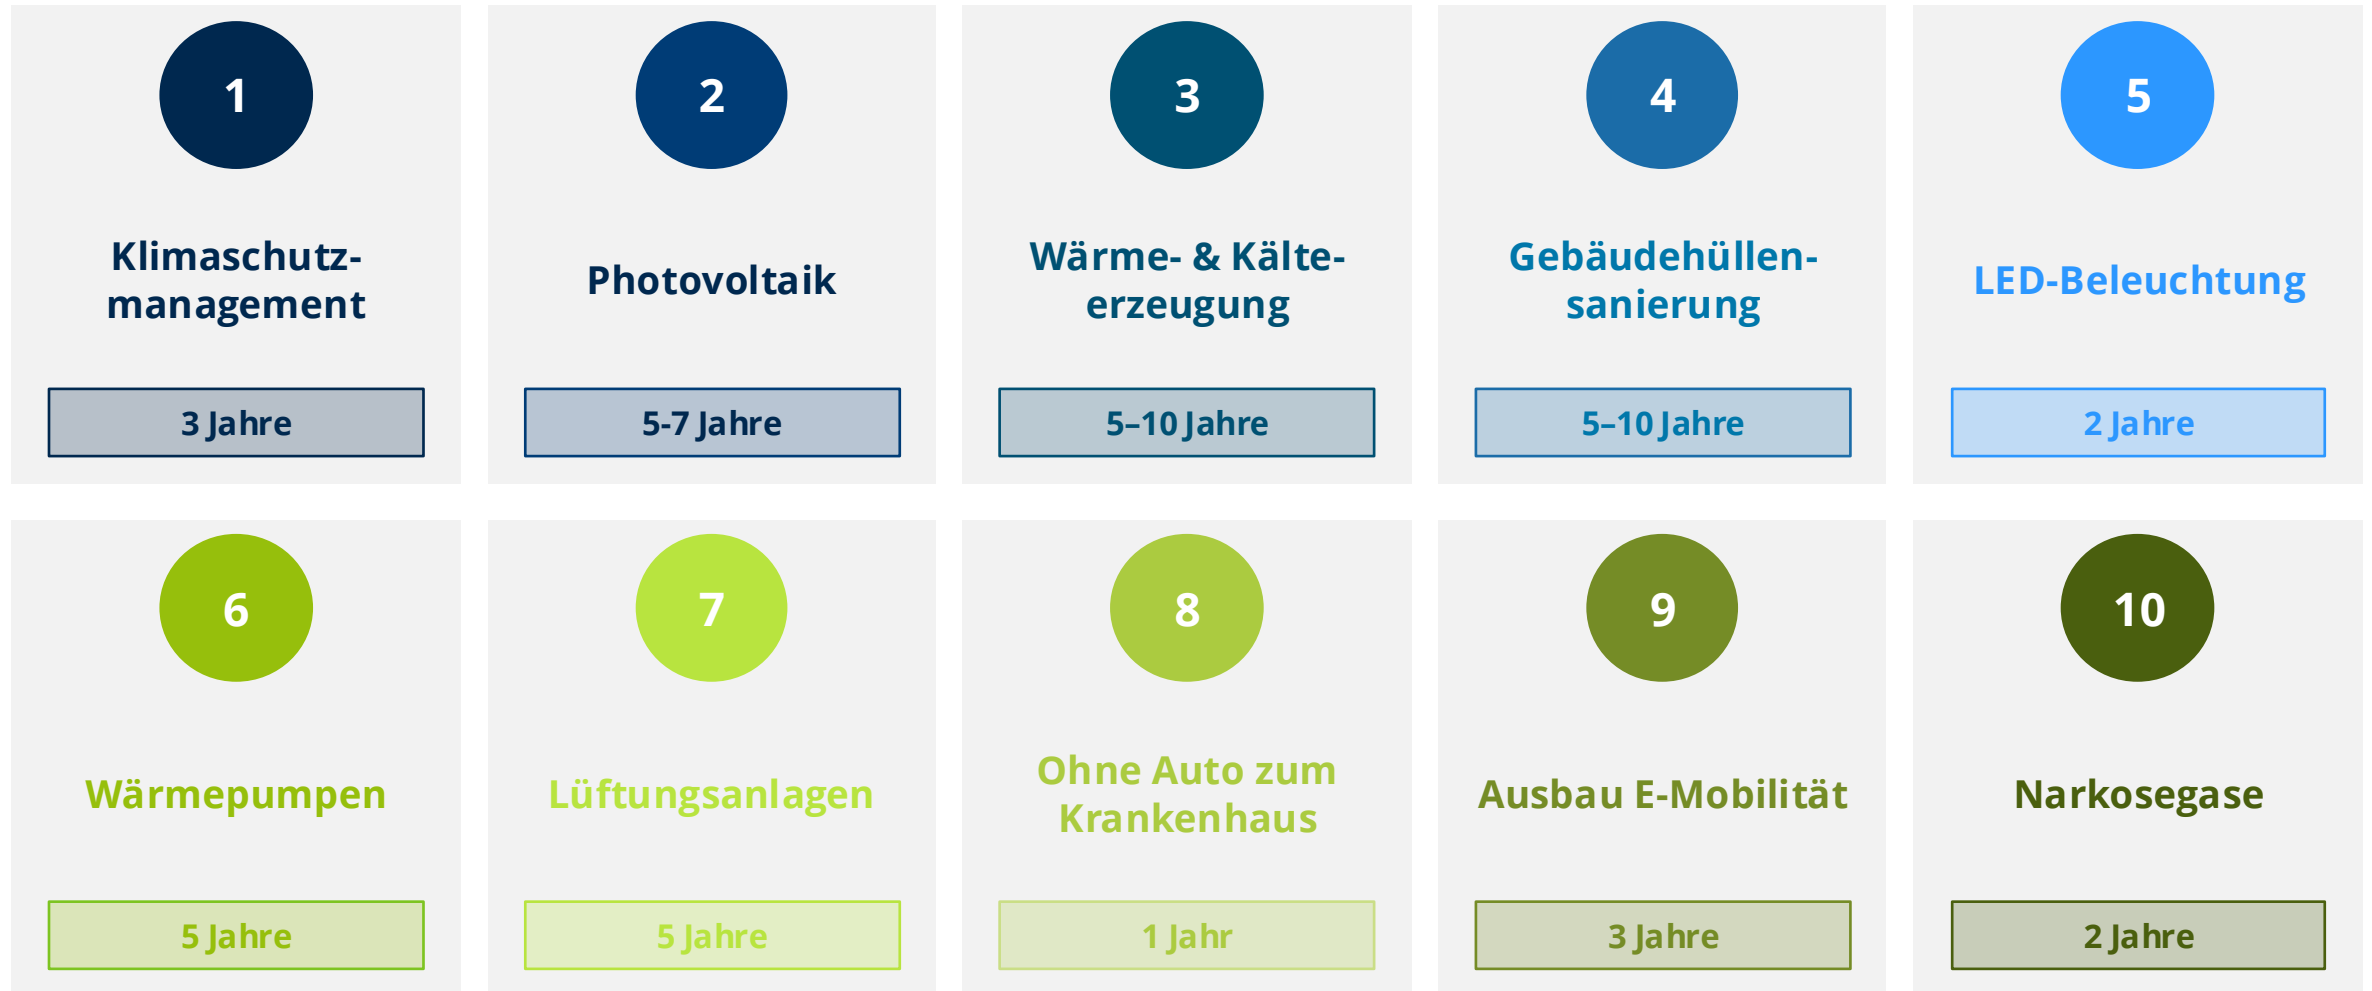 1
Klimaschutz-
management
3 Jahre
2
Photovoltaik
5-7 Jahre
3
Wärme- & Kälte-
erzeugung
5–10 Jahre
4
Gebäudehüllen-
sanierung
5–10 Jahre
5
LED-Beleuchtung
2 Jahre
6
Wärmepumpen
5 Jahre
7
Lüftungsanlagen
5 Jahre
8
Ohne Auto zum
Krankenhaus
1 Jahr
9
Ausbau E-Mobilität
3 Jahre
10
Narkosegase
2 Jahre